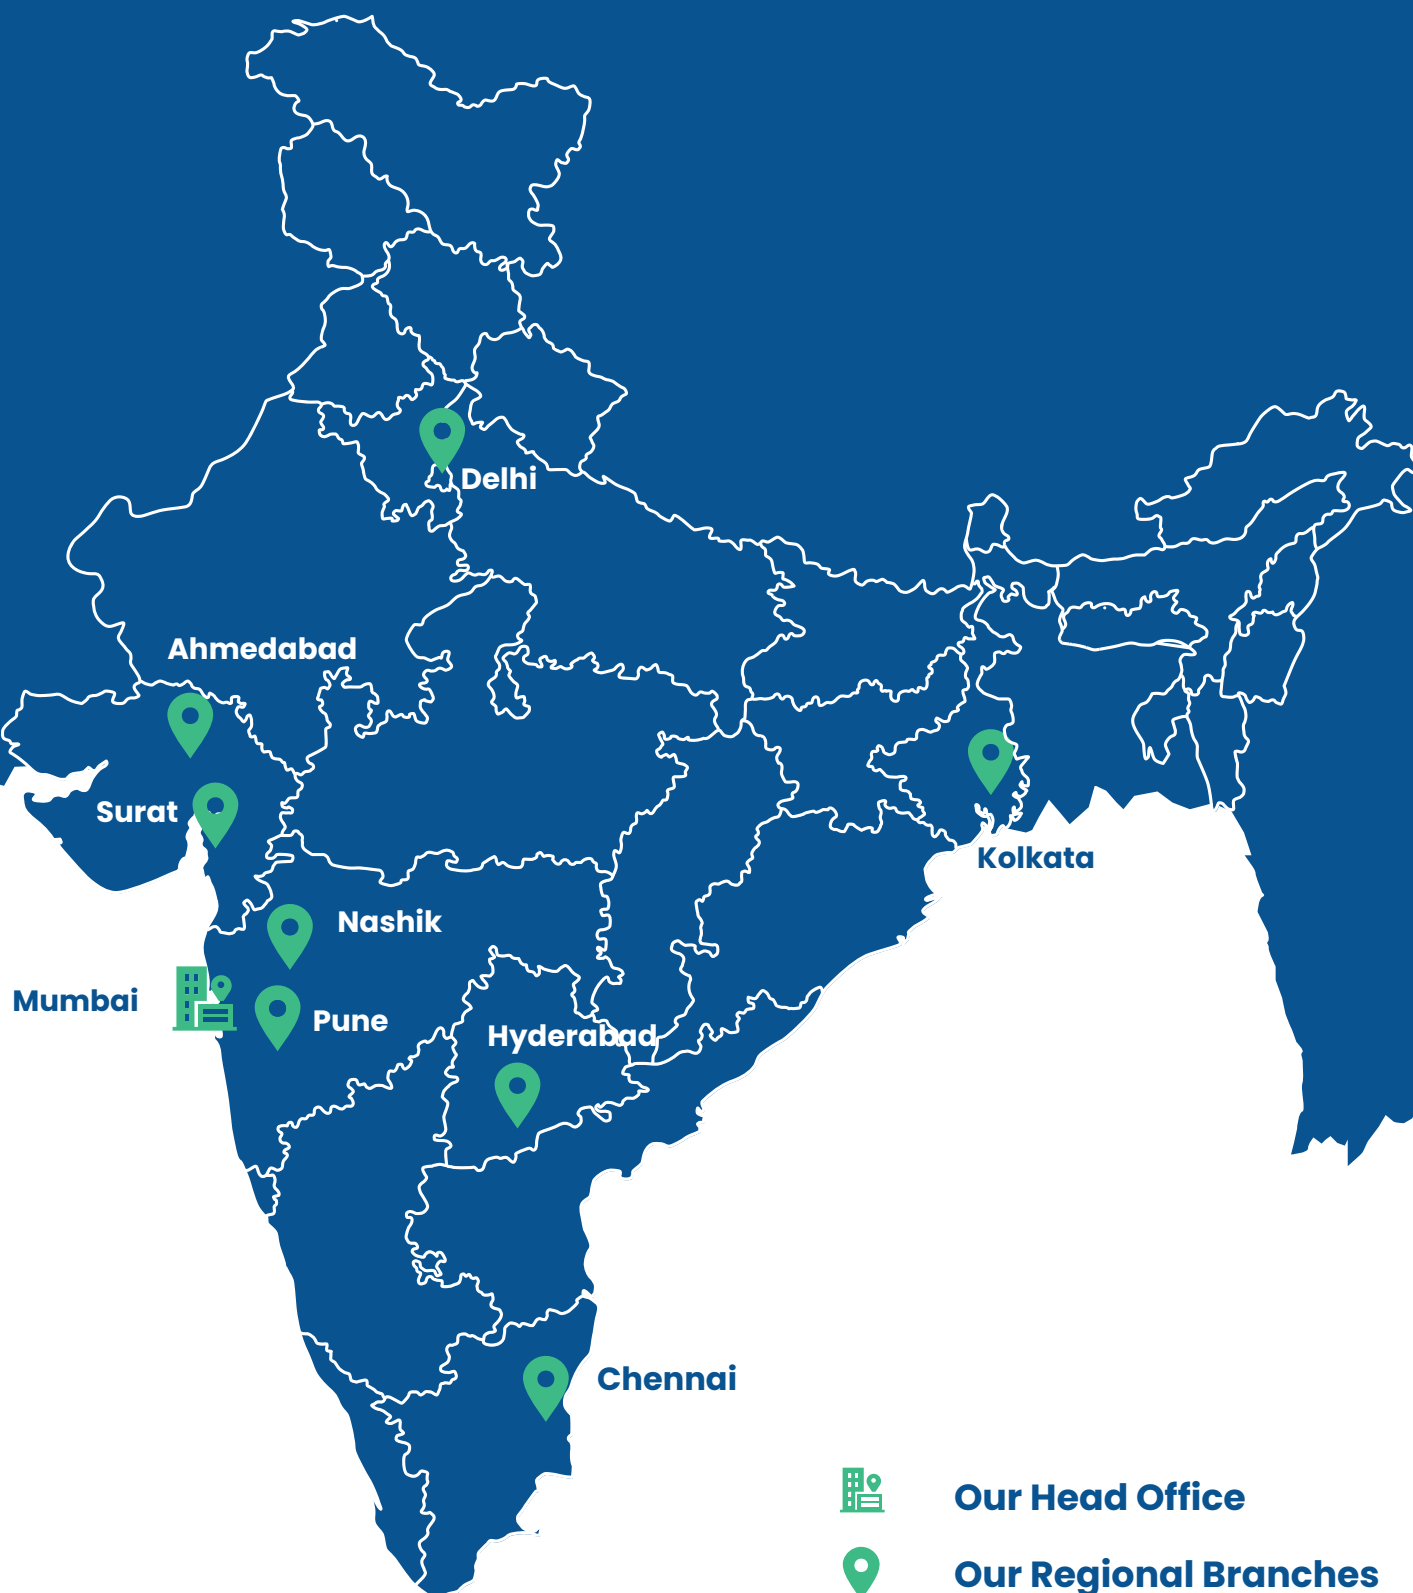 Delhi
Ahmedabad
Surat
Kolkata
Nashik
Mumbai
Pune
Hyderabad
Chennai
Our Head Office
Our Regional Branches